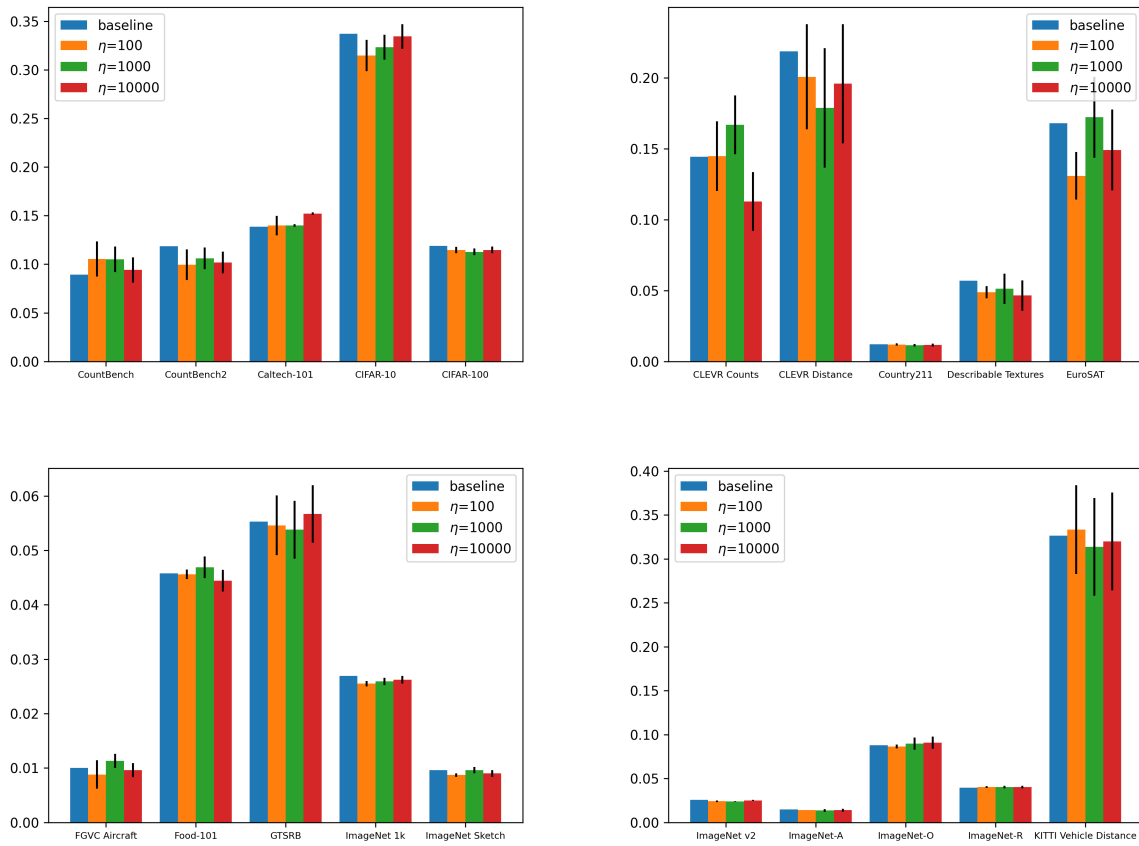 0.35
0.30
0.25
0.20
0.15
0.10
0.05
0.00
baseline
η=100
η=1000
η=10000
CountBench CountBench2 Caltech-101 CIFAR-10 CIFAR-100
0.20
0.15
0.10
0.05
0.00
baseline
η=100
η=1000
η=10000
CLEVR Counts CLEVR Distance Country211 Describable Textures EuroSAT
0.06
0.05
0.04
0.03
0.02
0.01
0.00
baseline
η=100
η=1000
η=10000
FGVC Aircraft Food-101 GTSRB ImageNet 1k ImageNet Sketch
0.40
0.35
0.30
0.25
0.20
0.15
0.10
0.05
0.00
baseline
η=100
η=1000
η=10000
ImageNet v2 ImageNet-A ImageNet-O ImageNet-R KITTI Vehicle Distance